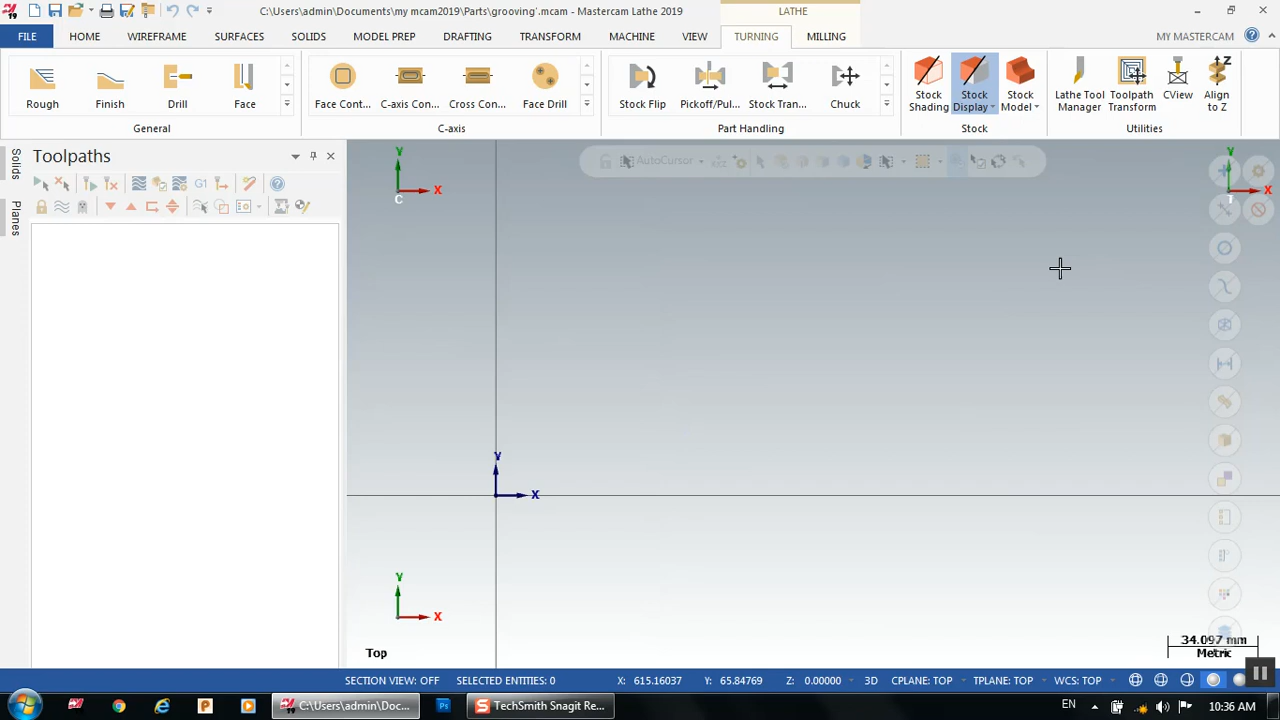 19
C:\Users\admin\Documents\my mcam2019\Parts\grooving'.mcam - Mastercam Lathe 2019
LATHE
FILE
HOME
WIREFRAME
SURFACES
SOLIDS
MODEL PREP
DRAFTING
TRANSFORM
MACHINE
VIEW
TURNING
MILLING
MY MASTERCAM
Rough
Finish
Drill
Face
General
Face Cont...
C-axis Con...
Cross Con...
Face Drill
C-axis
Stock Flip
Pickoff/Pul...
Stock Tran...
Chuck
Part Handling
Stock Shading
Stock Display
Stock Model
Stock
Lathe Tool Manager
Toolpath Transform
CView
Align to Z
Utilities
Solids
Planes
Toolpaths
G1
AutoCursor
Y
X
C
Y
X
T
Y
X
Y
X
Top
34.097 mm
Metric
SECTION VIEW: OFF
SELECTED ENTITIES: 0
X: 615.16037
Y: 65.84769
Z: 0.00000
3D
CPLANE: TOP
TPLANE: TOP
WCS: TOP
C:\Users\admin\Doc...
Ps
TechSmith Snagit Re...
EN
10:36 AM